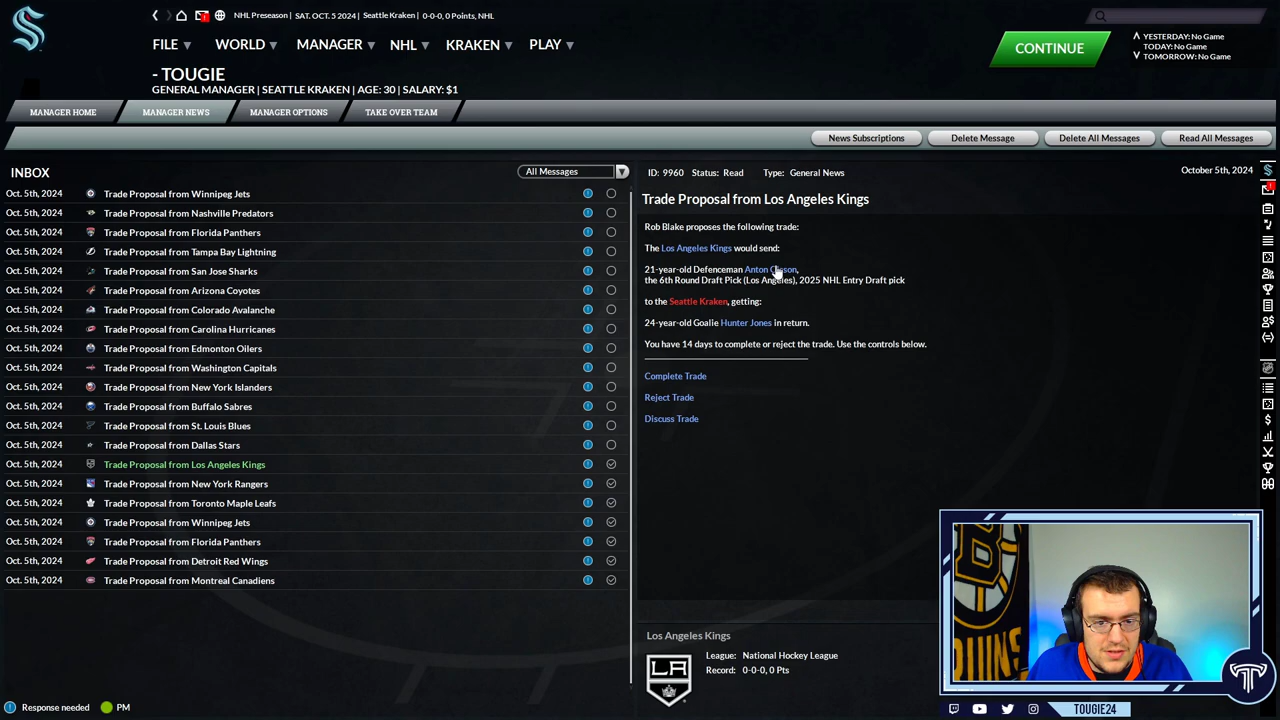 NHL Preseason | SAT. OCT. 5 2024 | Seattle Kraken | 0-0-0, 0 Points, NHL
FILE WORLD MANAGER NHL KRAKEN PLAY
CONTINUE
YESTERDAY: No Game
TODAY: No Game
TOMORROW: No Game
- TOUGIE
GENERAL MANAGER | SEATTLE KRAKEN | AGE: 30 | SALARY: $1
MANAGER HOME MANAGER NEWS MANAGER OPTIONS TAKE OVER TEAM
News Subscriptions Delete Message Delete All Messages Read All Messages
INBOX
All Messages
Oct. 5th, 2024 Trade Proposal from Winnipeg Jets
Oct. 5th, 2024 Trade Proposal from Nashville Predators
Oct. 5th, 2024 Trade Proposal from Florida Panthers
Oct. 5th, 2024 Trade Proposal from Tampa Bay Lightning
Oct. 5th, 2024 Trade Proposal from San Jose Sharks
Oct. 5th, 2024 Trade Proposal from Arizona Coyotes
Oct. 5th, 2024 Trade Proposal from Colorado Avalanche
Oct. 5th, 2024 Trade Proposal from Carolina Hurricanes
Oct. 5th, 2024 Trade Proposal from Edmonton Oilers
Oct. 5th, 2024 Trade Proposal from Washington Capitals
Oct. 5th, 2024 Trade Proposal from New York Islanders
Oct. 5th, 2024 Trade Proposal from Buffalo Sabres
Oct. 5th, 2024 Trade Proposal from St. Louis Blues
Oct. 5th, 2024 Trade Proposal from Dallas Stars
Oct. 5th, 2024 Trade Proposal from Los Angeles Kings
Oct. 5th, 2024 Trade Proposal from New York Rangers
Oct. 5th, 2024 Trade Proposal from Toronto Maple Leafs
Oct. 5th, 2024 Trade Proposal from Winnipeg Jets
Oct. 5th, 2024 Trade Proposal from Florida Panthers
Oct. 5th, 2024 Trade Proposal from Detroit Red Wings
Oct. 5th, 2024 Trade Proposal from Montreal Canadiens
Response needed PM
ID: 9960 Status: Read Type: General News October 5th, 2024
Trade Proposal from Los Angeles Kings
Rob Blake proposes the following trade:
The Los Angeles Kings would send:
21-year-old Defenceman Anton
the 6th Round Draft Pick (Los Angeles), 2025 NHL Entry Draft pick
to the Seattle Kraken, getting:
24-year-old Goalie Hunter Jones in return.
You have 14 days to complete or reject the trade. Use the controls below.
Complete Trade
Reject Trade
Discuss Trade
Los Angeles Kings
League: National Hockey League
Record: 0-0-0, 0 Pts
LA
B
TOUGIE24